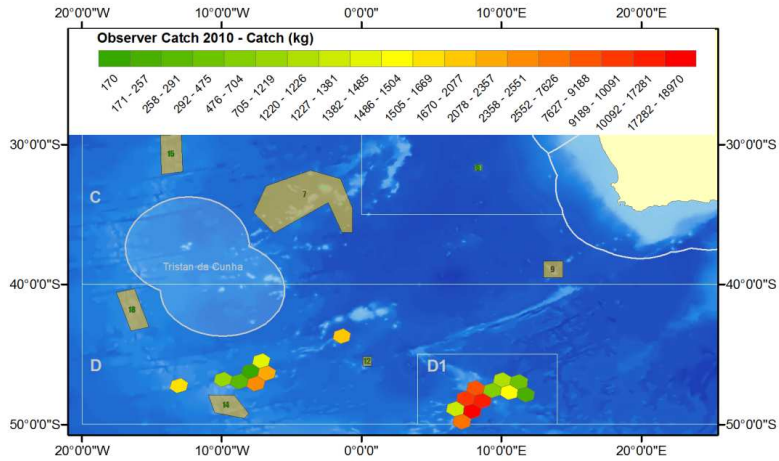 20°0'0"W 10°0'0"W 0°0'0" 10°0'0"E 20°0'0"E
Observer Catch 2010 - Catch (kg)
170
171 - 257
258 - 291
292 - 475
476 - 704
705 - 1219
1220 - 1226
1227 - 1381
1382 - 1485
1486 - 1504
1505 - 1669
1670 - 2077
2078 - 2357
2358 - 2551
2552 - 7626
7627 - 9188
9189 - 10091
10092 - 17281
17282 - 18970
30°0'0"S 30°0'0"S
15
7
C
Tristan da Cunha
9
40°0'0"S 40°0'0"S
18
D
D1
14
50°0'0"S 50°0'0"S
20°0'0"W 10°0'0"W 0°0'0" 10°0'0"E 20°0'0"E